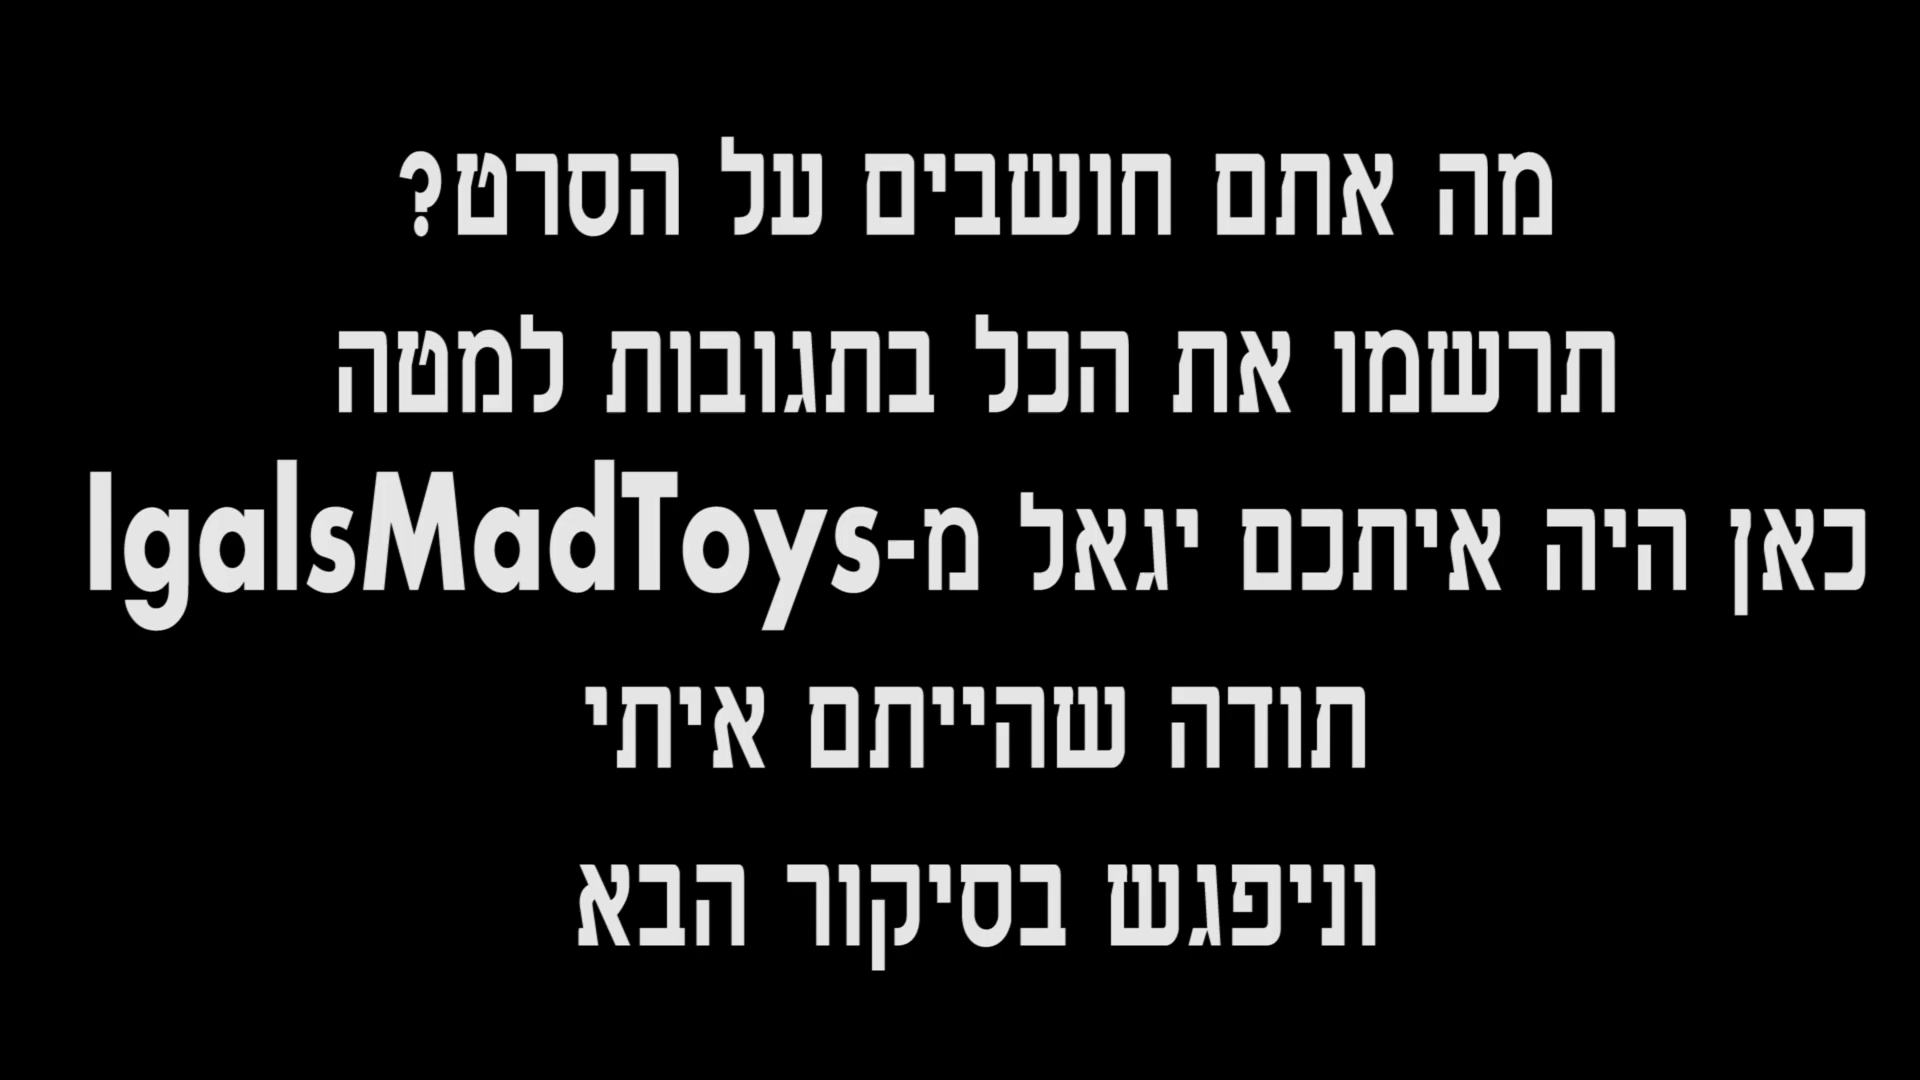 מה אתם חושבים על הסרט?
תרשמו את הכל בתגובות למטה
כאן היה איתכם יגאל מ-IgalsMadToys
תודה שהייתם איתי
וניפגש בסיקור הבא